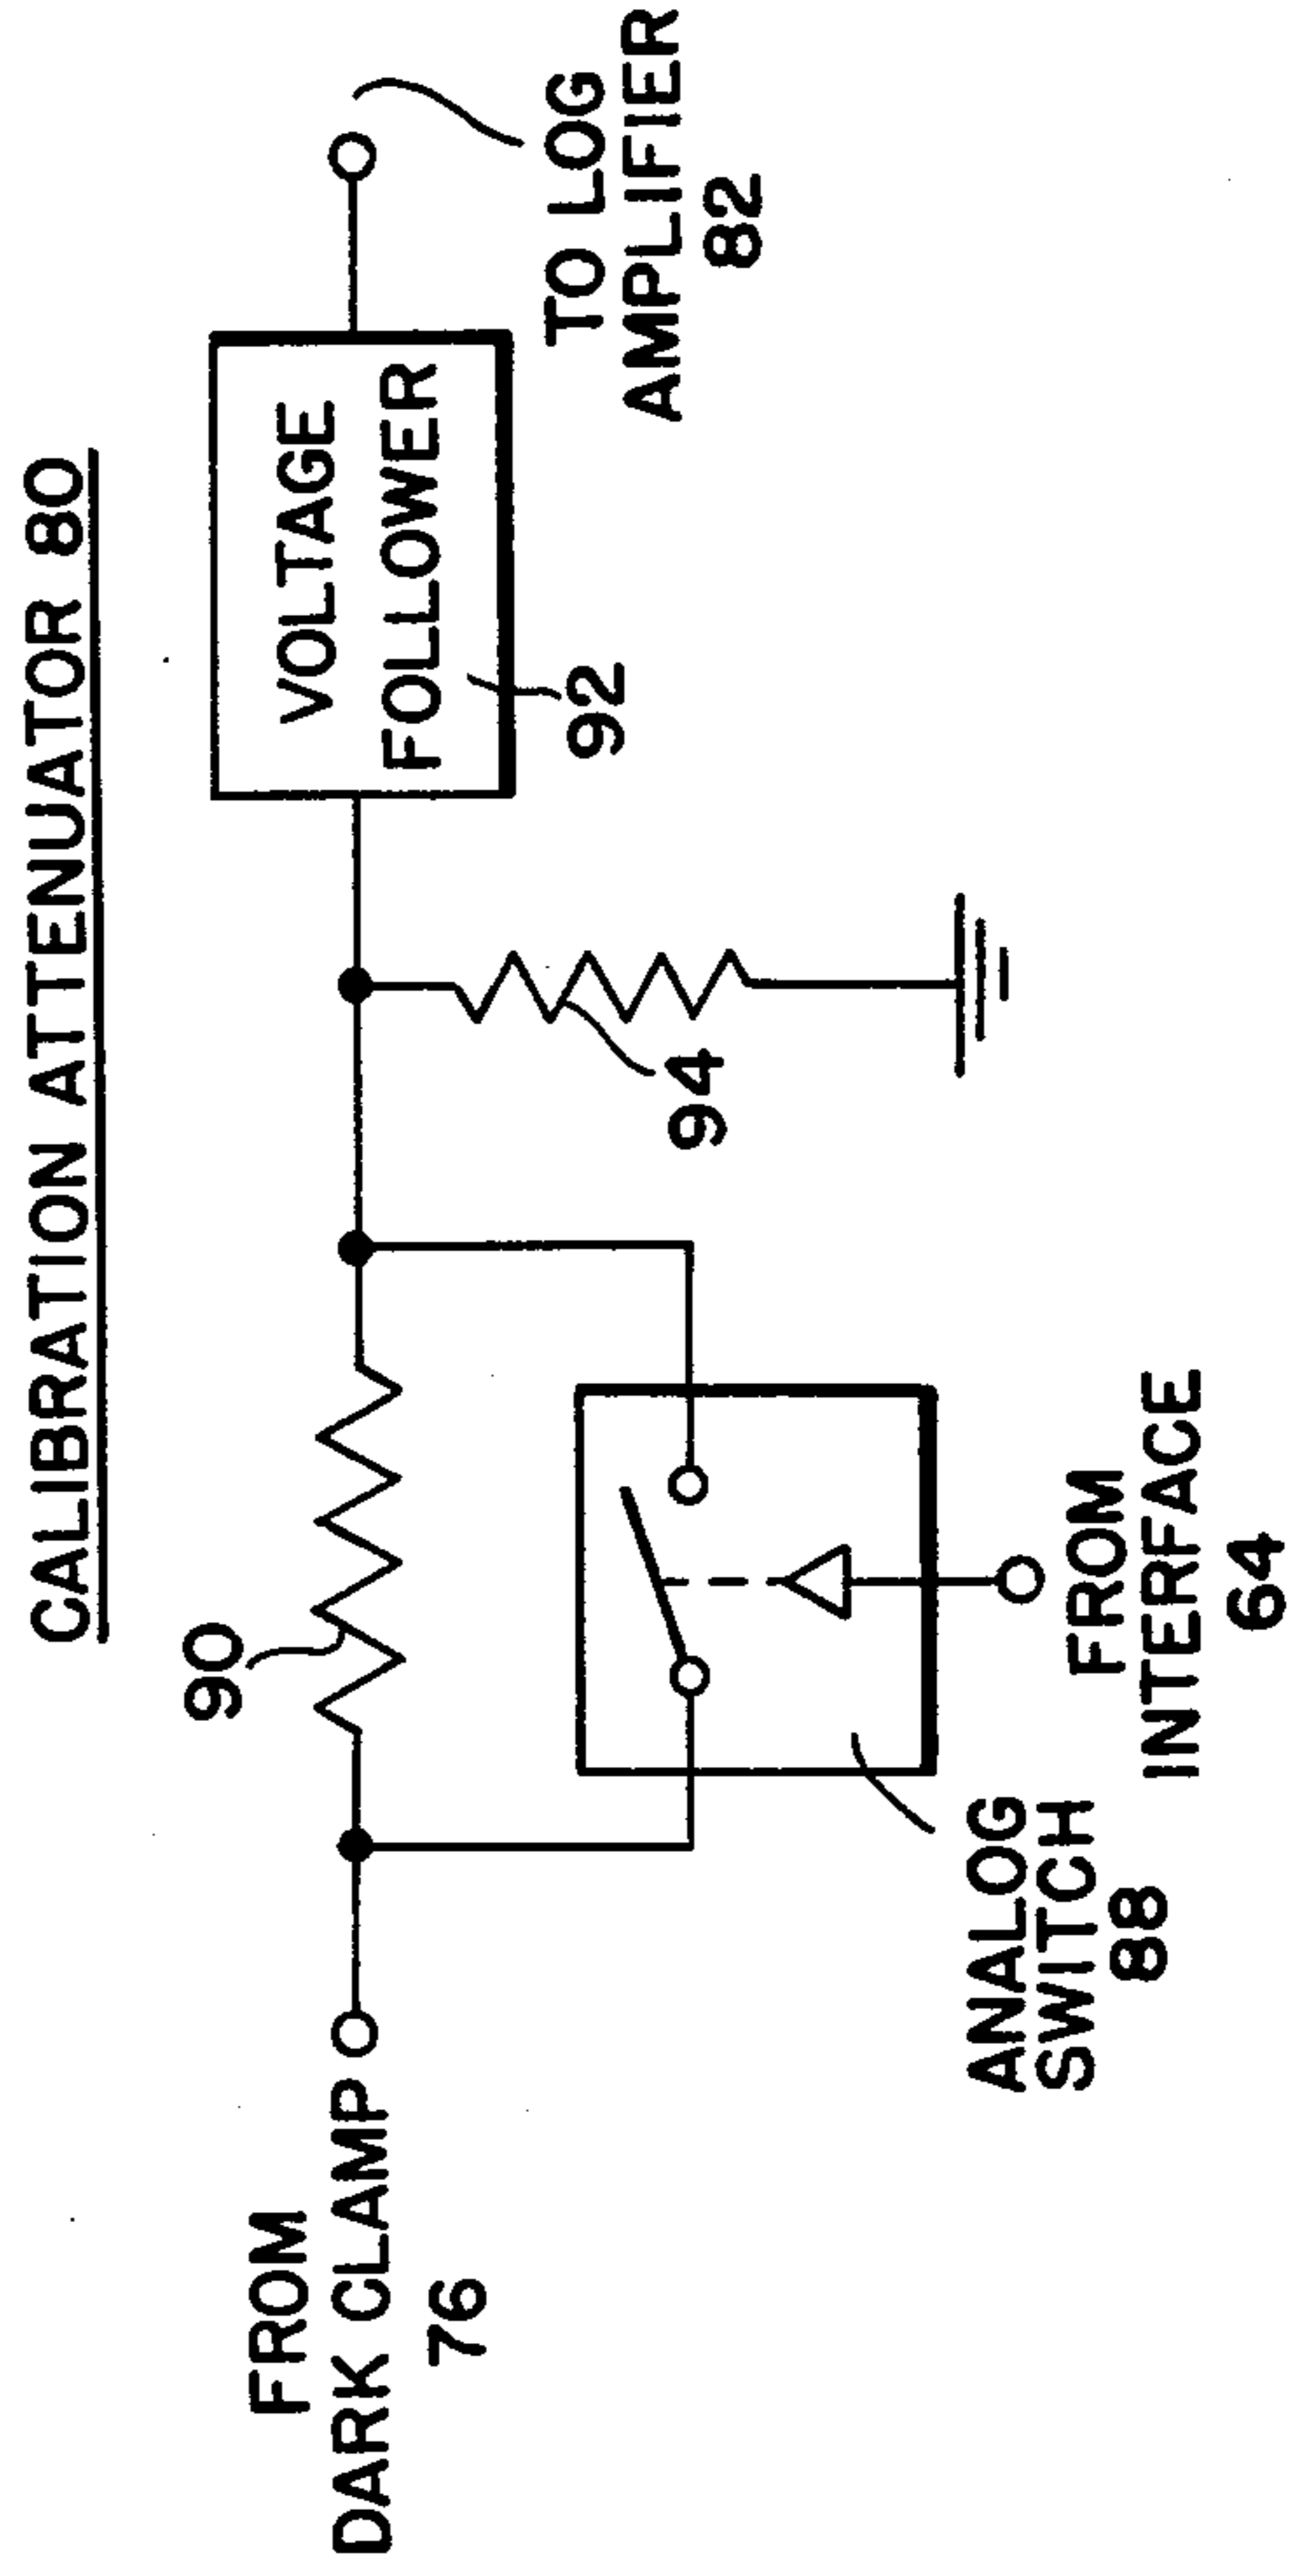 CALIBRATION ATTENUATOR 80
FROM
DARK CLAMP
76
90
ANALOG
SWITCH
88
FROM
INTERFACE
64
94
VOLTAGE
FOLLOWER
92
TO LOG
AMPLIFIER
82